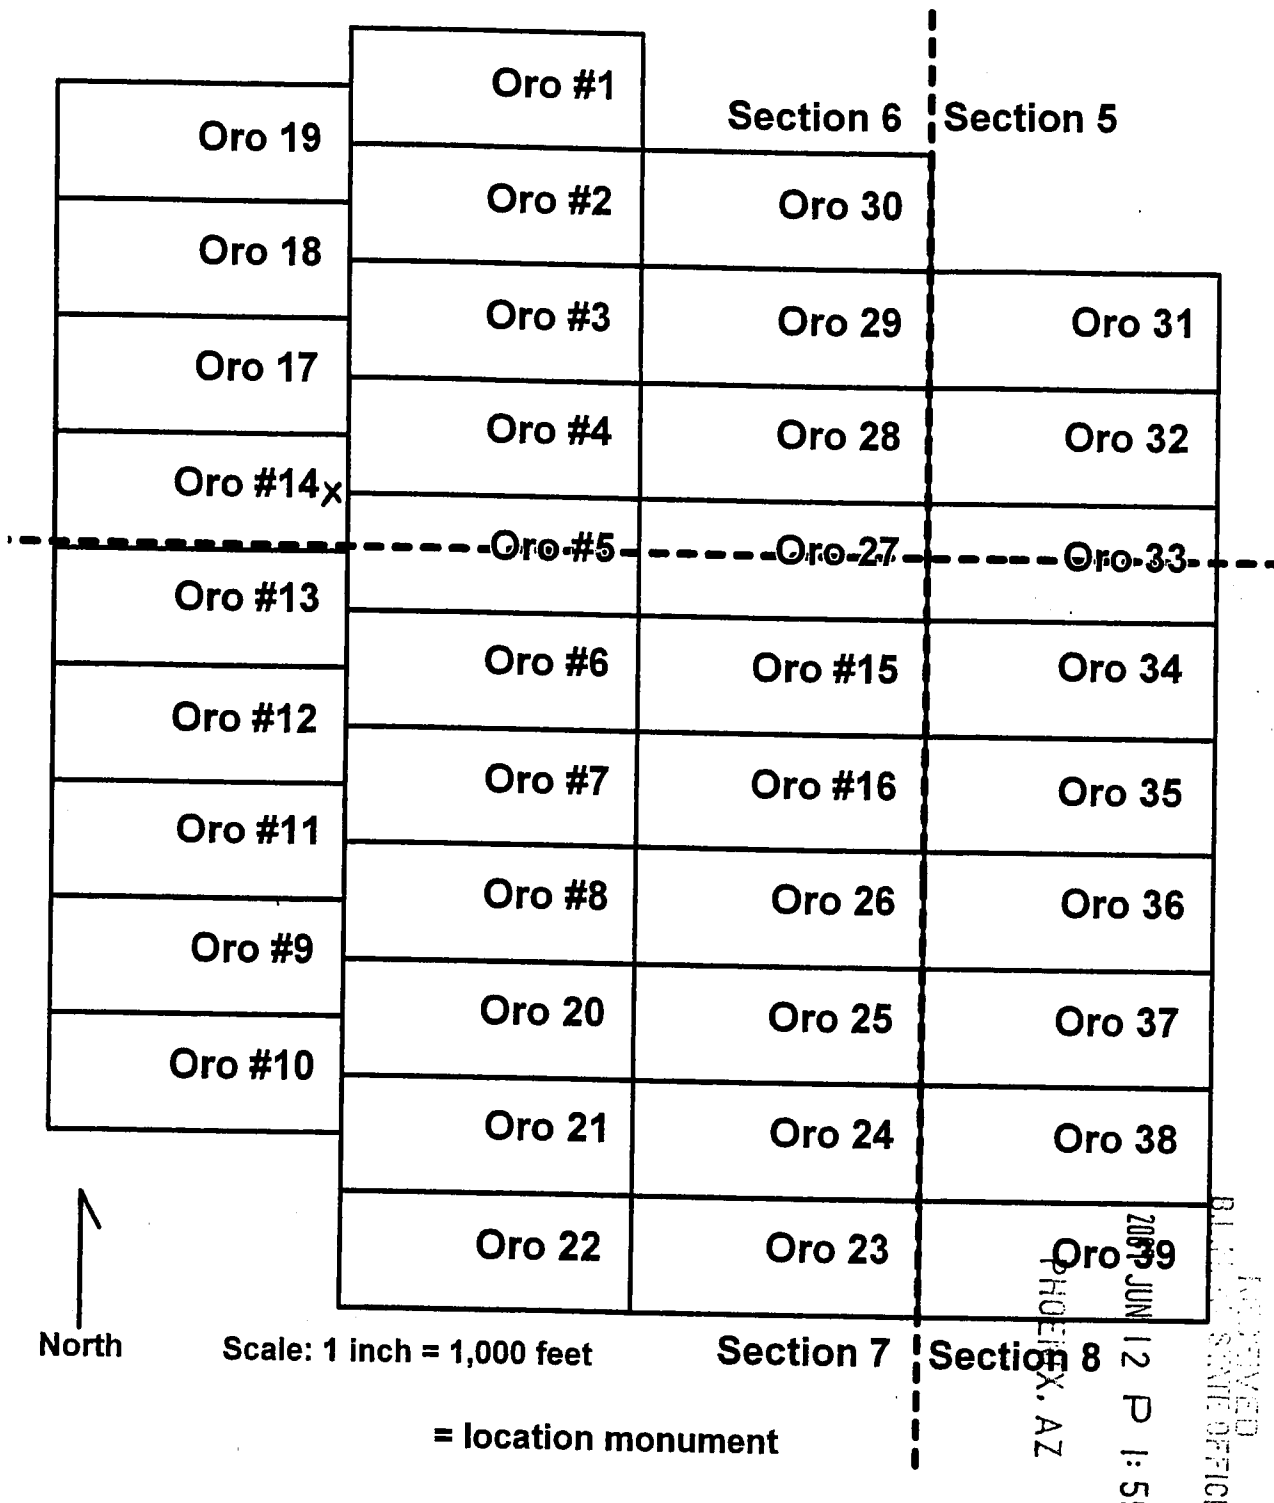 Oro #1
Section 6 Section 5
Oro 19
Oro #2 Oro 30
Oro 18
Oro #3 Oro 29 Oro 31
Oro 17
Oro #4 Oro 28 Oro 32
Oro #14 X
Oro #5 Oro 27 Oro 33
Oro #13
Oro #6 Oro #15 Oro 34
Oro #12
Oro #7 Oro #16 Oro 35
Oro #11
Oro #8 Oro 26 Oro 36
Oro #9
Oro 20 Oro 25 Oro 37
Oro #10
Oro 21 Oro 24 Oro 38
Oro 22 Oro 23 Oro 39
North
Scale: 1 inch = 1,000 feet
Section 7 Section 8
= location monument
RECEIVED
STATE OFFICE
JUN 12 P 1:5
PHOENIX, AZ